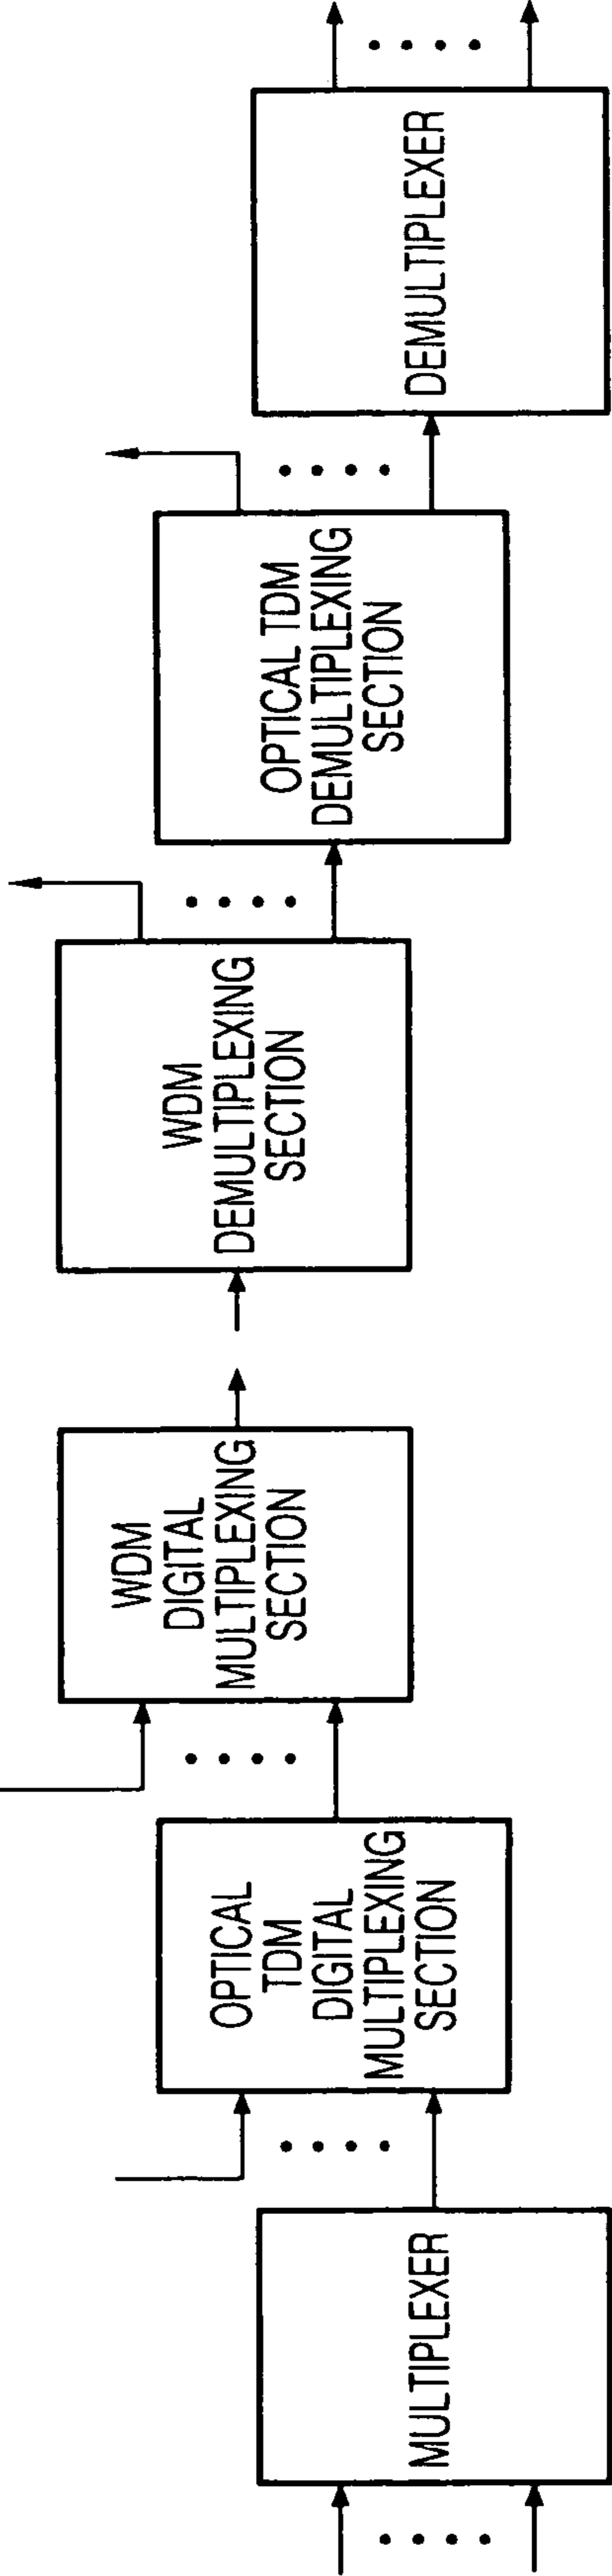 MULTIPLEXER
OPTICAL
TDM
DIGITAL
MULTIPLEXING
SECTION
WDM
DIGITAL
MULTIPLEXING
SECTION
WDM
DEMULTIPLEXING
SECTION
OPTICAL TDM
DEMULTIPLEXING
SECTION
DEMULTIPLEXER